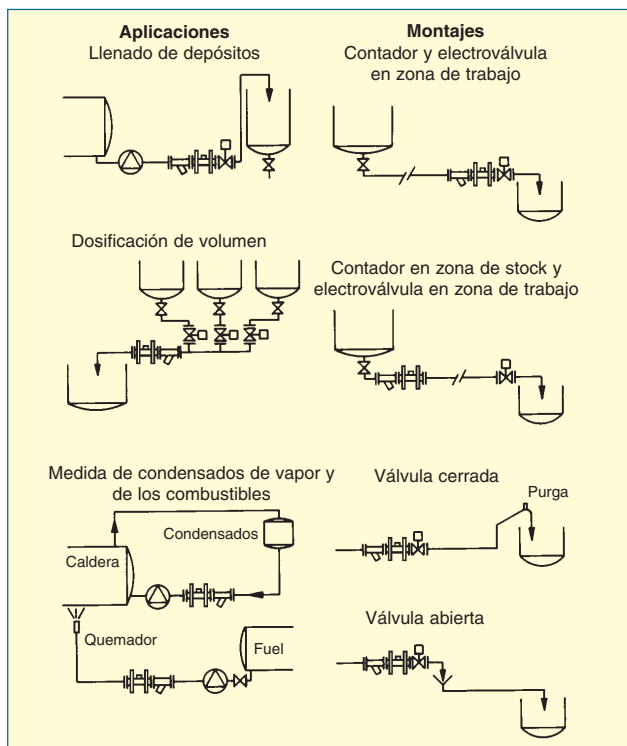 Aplicaciones
Llenado de depósitos
Montajes
Contador y electroválvula
en zona de trabajo
Dosificación de volumen
Contador en zona de stock y
electroválvula en zona de trabajo
Medida de condensados de vapor y
de los combustibles
Condensados
Caldera
Quemador
Fuel
Válvula cerrada
Purga
Válvula abierta